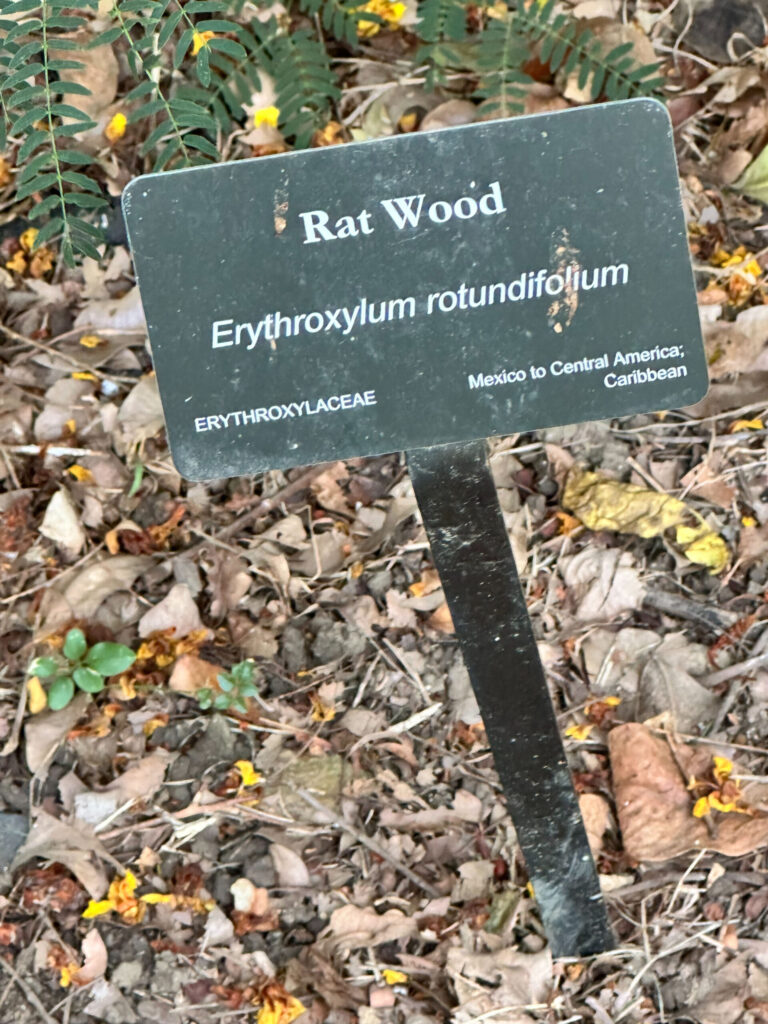 Rat Wood
Erythroxylum rotundifolium
ERYTHROXYLACEAE
Mexico to Central America;
Caribbean